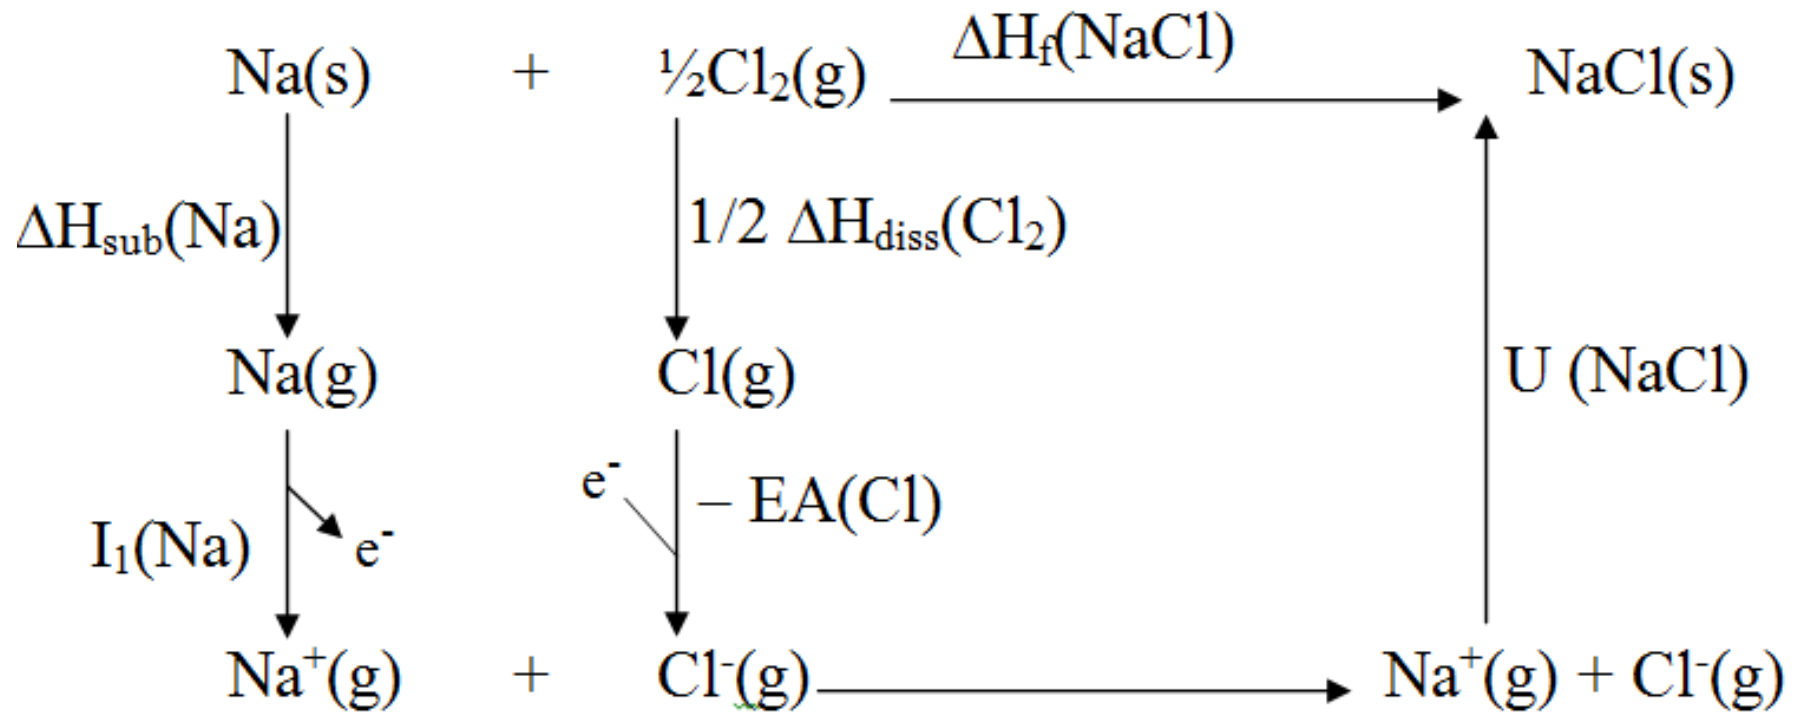 ΔHf(NaCl)
Na(s) + ½Cl2(g) NaCl(s)
ΔHsub(Na) 1/2 ΔHdiss(Cl2)
Na(g) Cl(g) U (NaCl)
e- – EA(Cl)
I1(Na) e-
Na+(g) + Cl-(g) Na+(g) + Cl-(g)